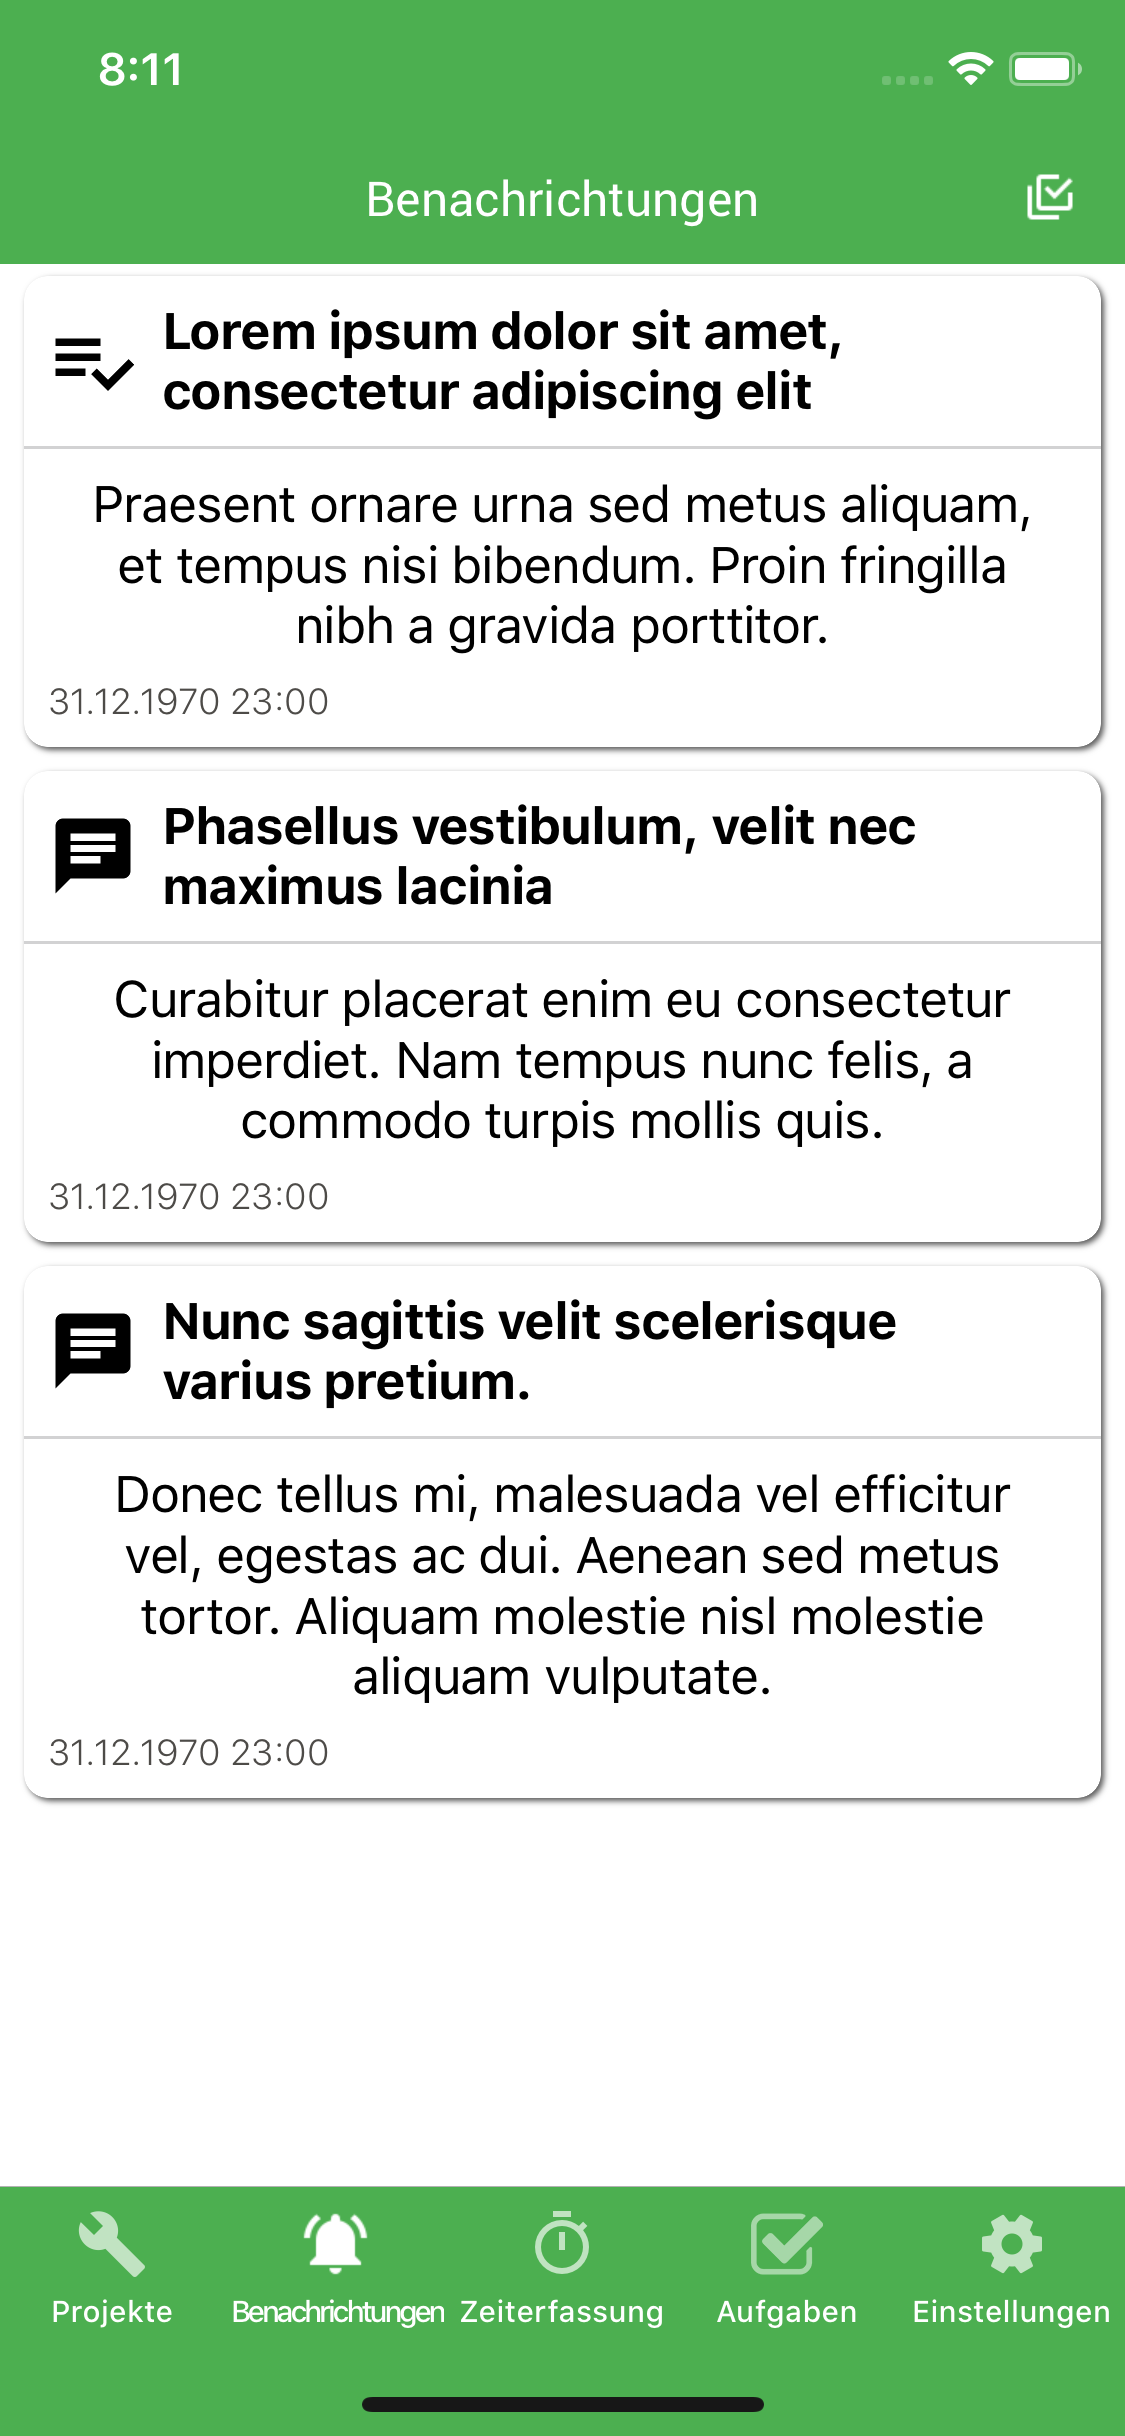 8:11
Benachrichtungen
Lorem ipsum dolor sit amet,
consectetur adipiscing elit
Praesent ornare urna sed metus aliquam,
et tempus nisi bibendum. Proin fringilla
nibh a gravida porttitor.
31.12.1970 23:00
Phasellus vestibulum, velit nec
maximus lacinia
Curabitur placerat enim eu consectetur
imperdiet. Nam tempus nunc felis, a
commodo turpis mollis quis.
31.12.1970 23:00
Nunc sagittis velit scelerisque
varius pretium.
Donec tellus mi, malesuada vel efficitur
vel, egestas ac dui. Aenean sed metus
tortor. Aliquam molestie nisl molestie
aliquam vulputate.
31.12.1970 23:00
Projekte Benachrichtungen Zeiterfassung Aufgaben Einstellungen